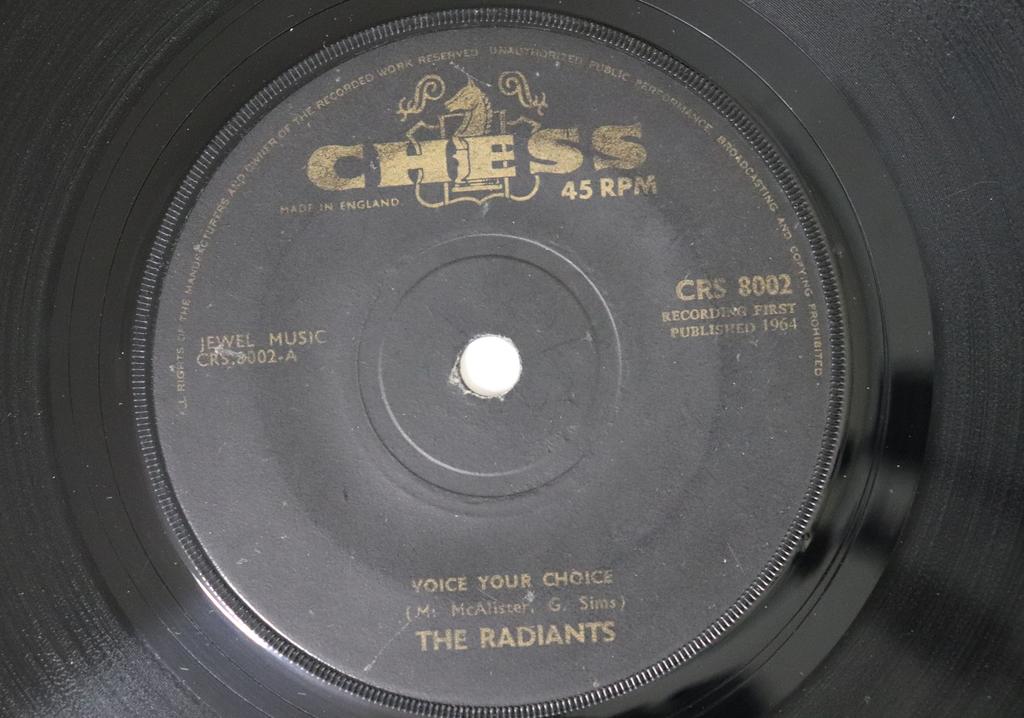 ALL RIGHTS OF THE MANUFACTURERS AND OWNER OF THE RECORDED WORK RESERVED UNAUTHORIZED PUBLIC PERFORMANCE, BROADCASTING AND COPYING PROHIBITED ·
CHESS
45 RPM
MADE IN ENGLAND
CRS 8002
RECORDING FIRST
PUBLISHED 1964
JEWEL MUSIC
CRS.8002-A
VOICE YOUR CHOICE
(M. McAlister, G. Sims)
THE RADIANTS